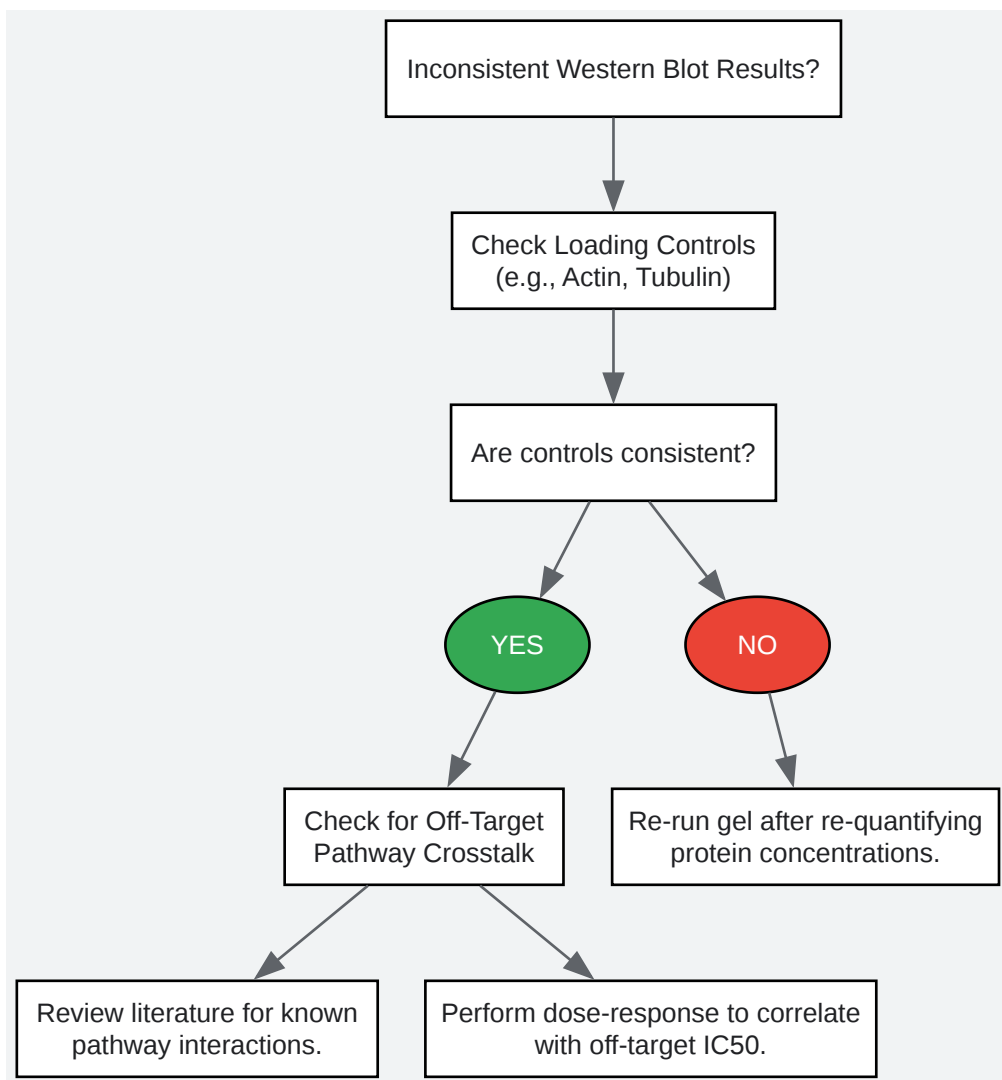 Inconsistent Western Blot Results?
Check Loading Controls
(e.g., Actin, Tubulin)
Are controls consistent?
YES
NO
Check for Off-Target
Pathway Crosstalk
Re-run gel after re-quantifying
protein concentrations.
Review literature for known
pathway interactions.
Perform dose-response to correlate
with off-target IC50.